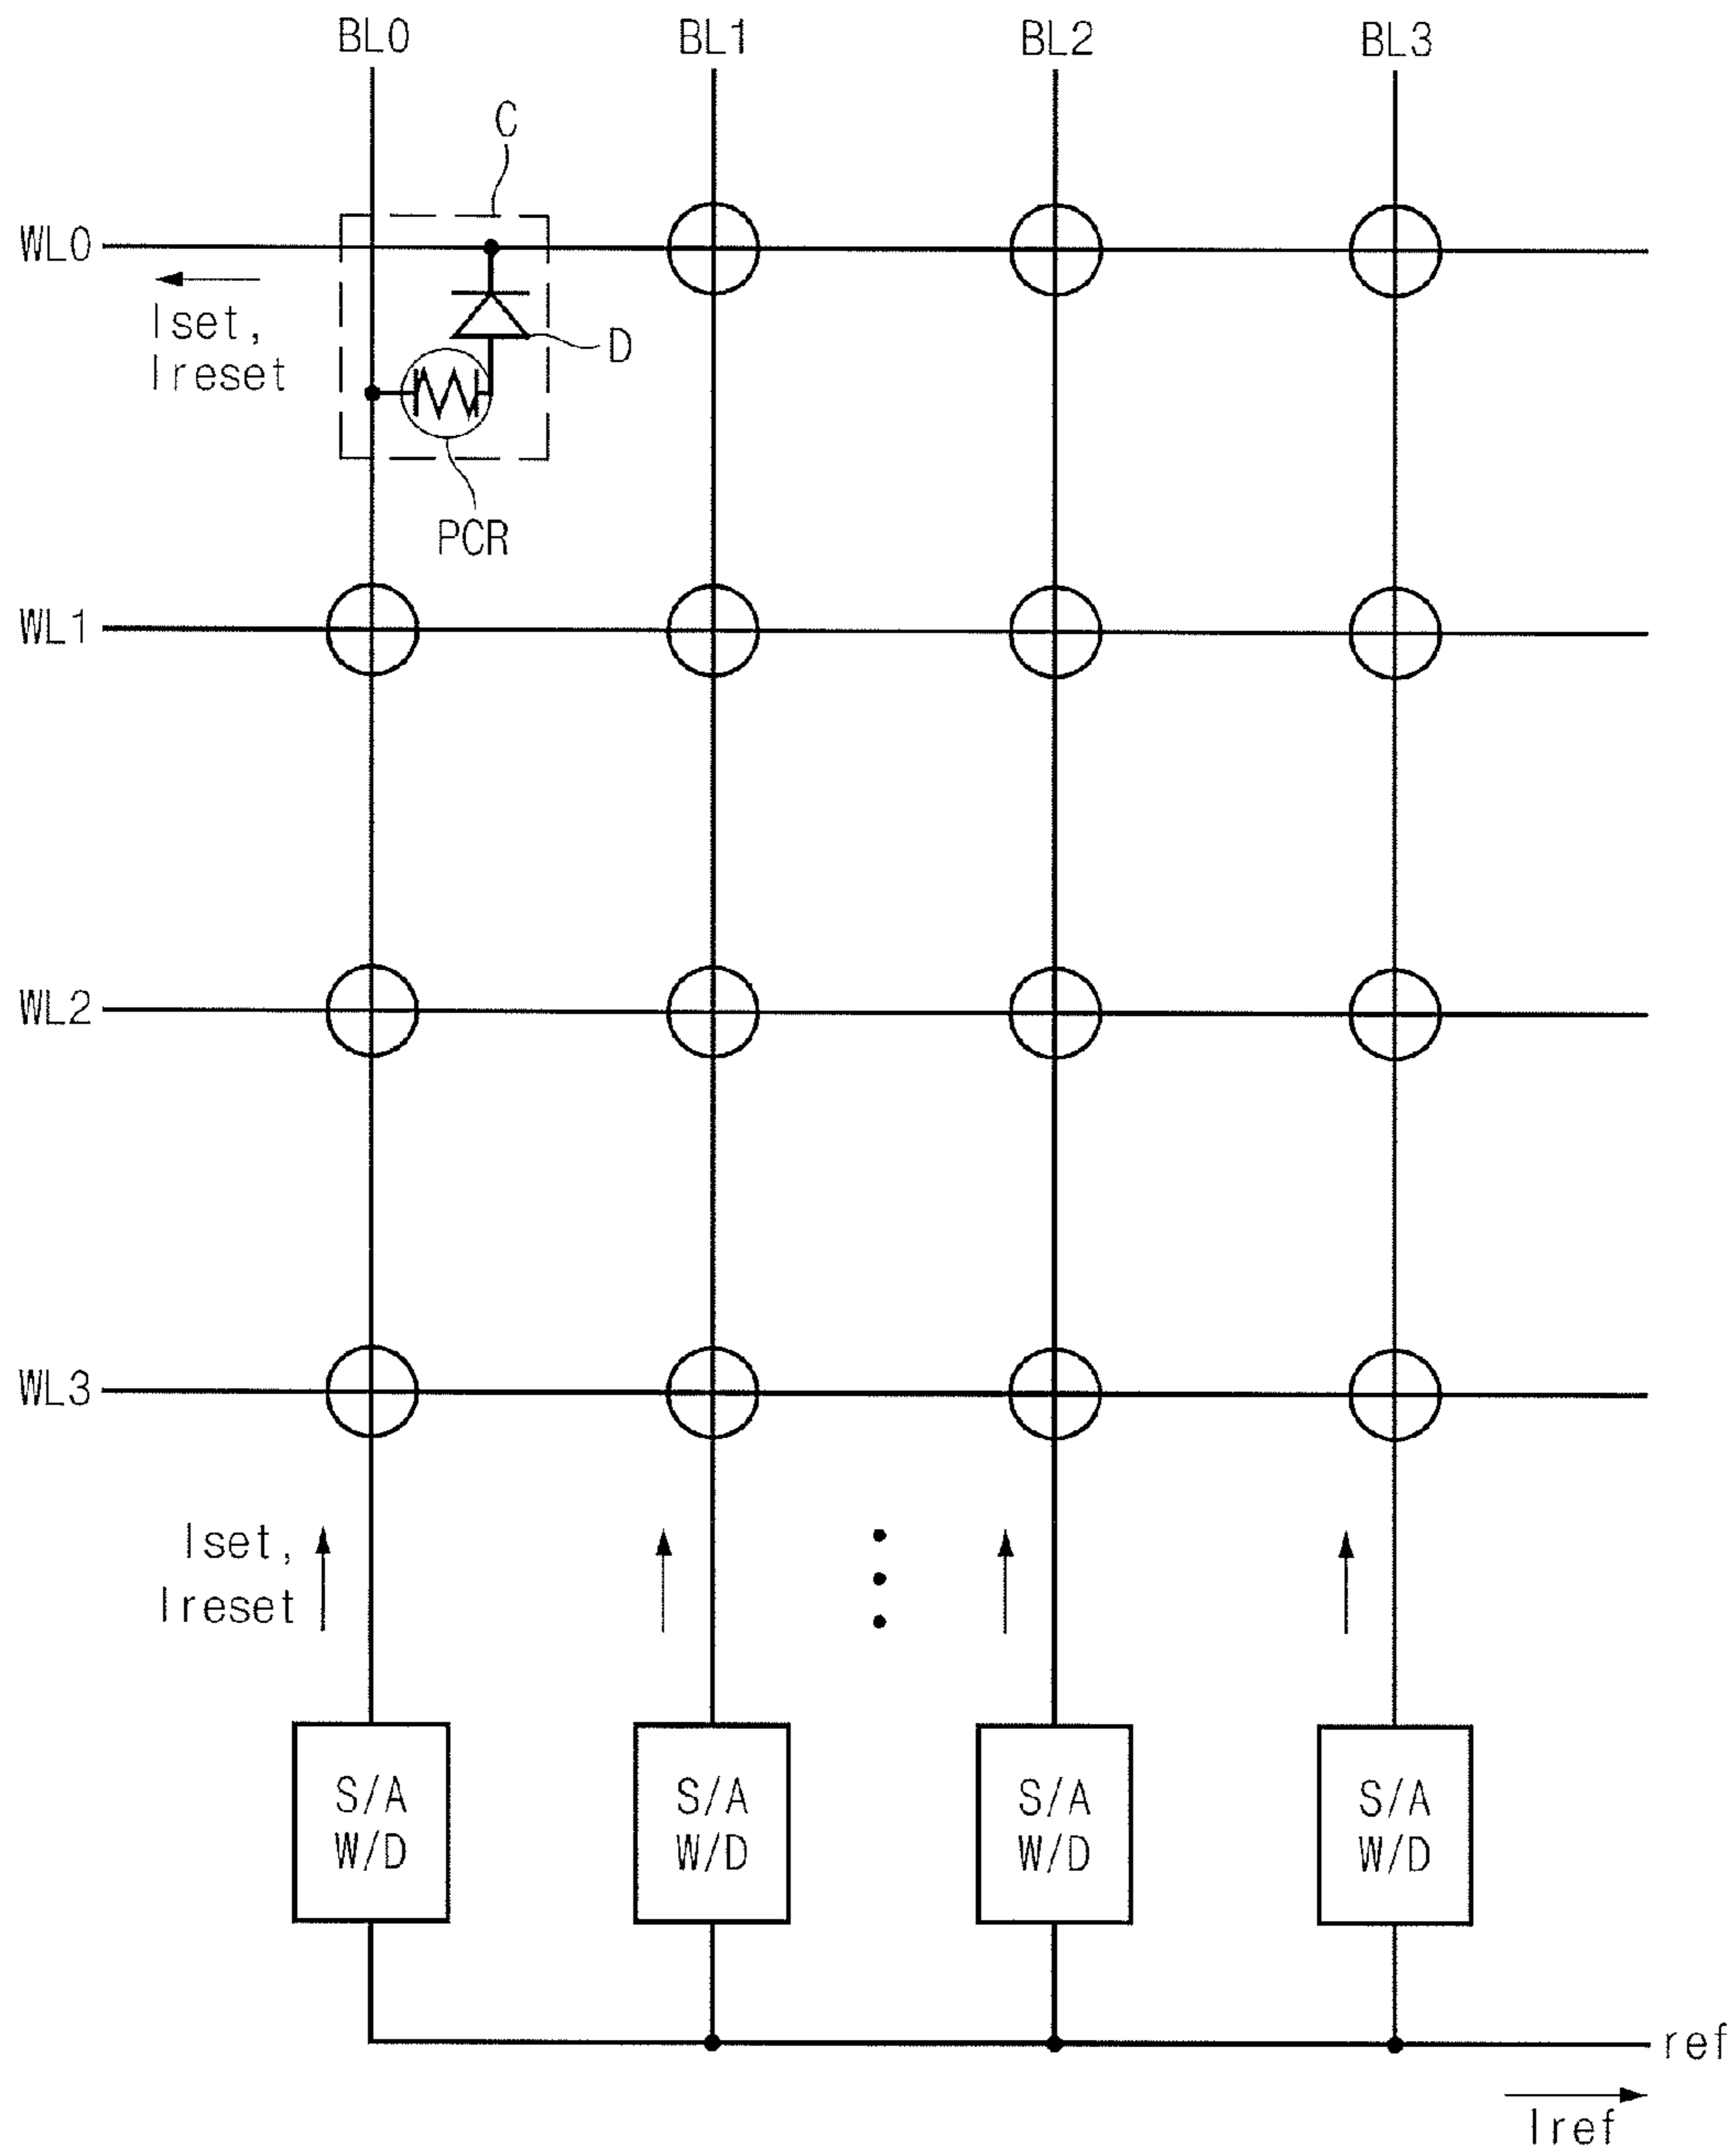 BL0 BL1 BL2 BL3
C
WL0
Iset,
Ireset
D
PCR
WL1
WL2
WL3
Iset,
Ireset
S/A S/A S/A S/A
W/D W/D W/D W/D
ref
Iref